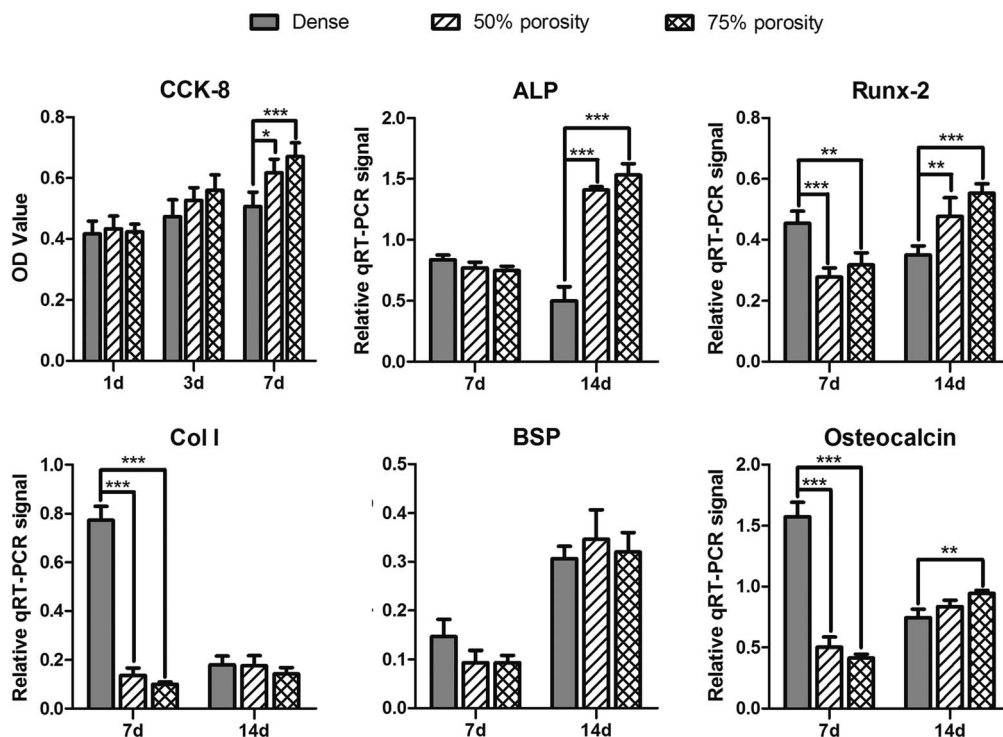 Dense 50% porosity 75% porosity
CCK-8
OD Value
0.8
0.6
0.4
0.2
0.0
***
*
1d 3d 7d
ALP
Relative qRT-PCR signal
2.0
1.5
1.0
0.5
0.0
***
***
7d 14d
Runx-2
Relative qRT-PCR signal
0.8
0.6
0.4
0.2
0.0
**
***
***
**
7d 14d
Col I
Relative qRT-PCR signal
1.0
0.8
0.6
0.4
0.2
0.0
***
***
7d 14d
BSP
0.5
0.4
0.3
0.2
0.1
0.0
7d 14d
Osteocalcin
Relative qRT-PCR signal
2.0
1.5
1.0
0.5
0.0
***
***
**
7d 14d